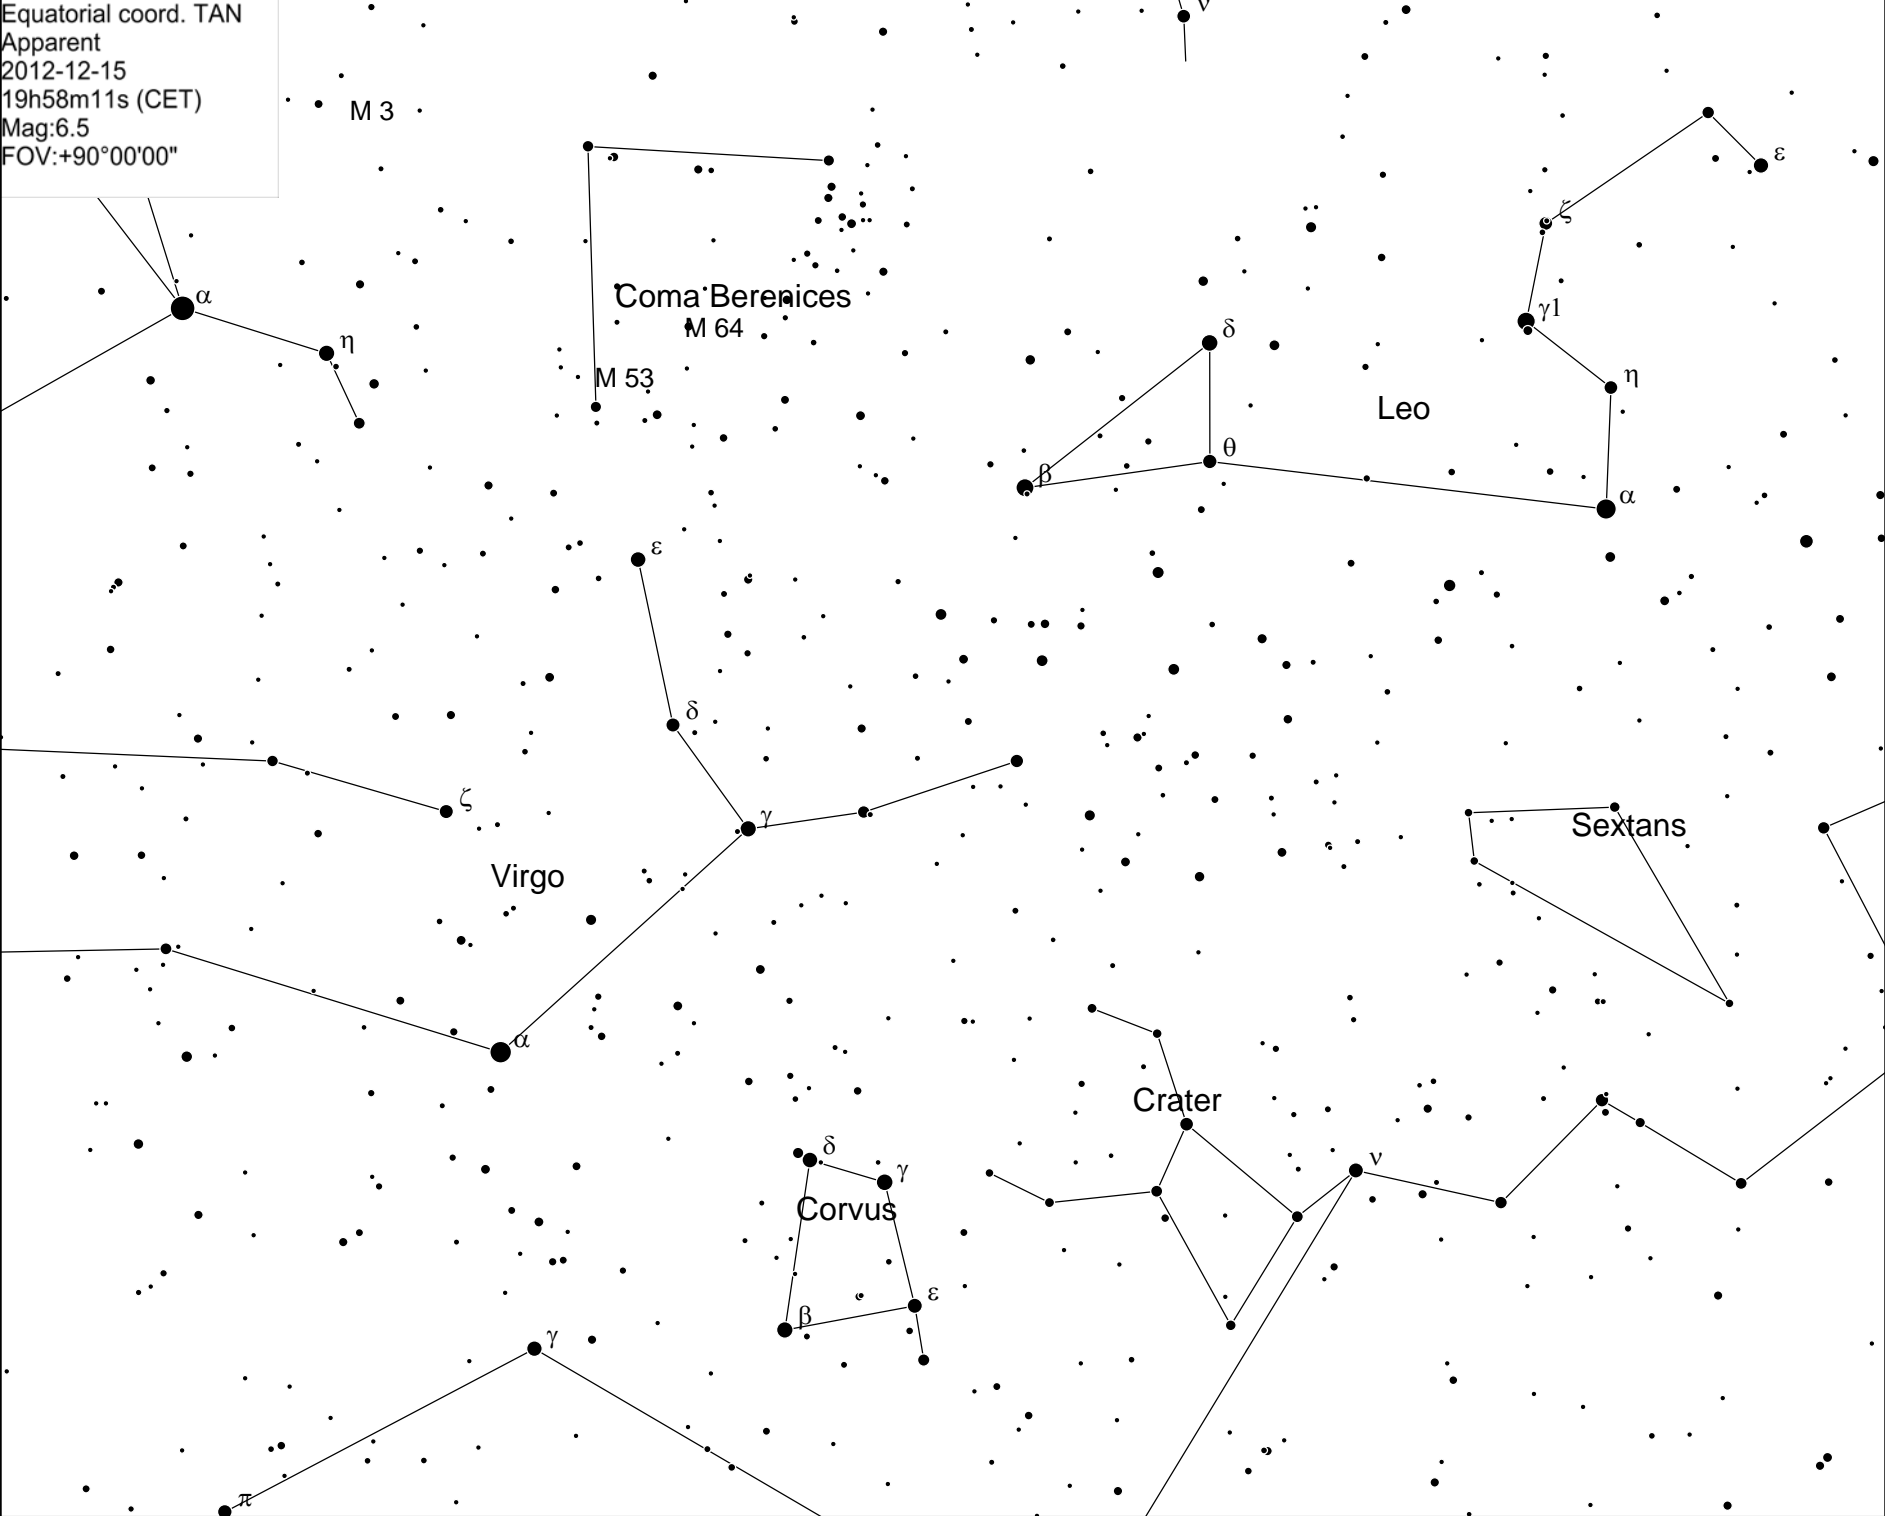 Equatorial coord. TAN
Apparent
2012-12-15
19h58m11s (CET)
Mag:6.5
FOV:+90°00'00"
ν
M 3
ε
ζ
α
Coma Berenices
γ1
M 64
δ
η
M 53
η
Leo
θ
β
α
ε
δ
ζ
γ
Sextans
Virgo
α
Crater
δ
γ
ν
Corvus
ε
β
γ
π